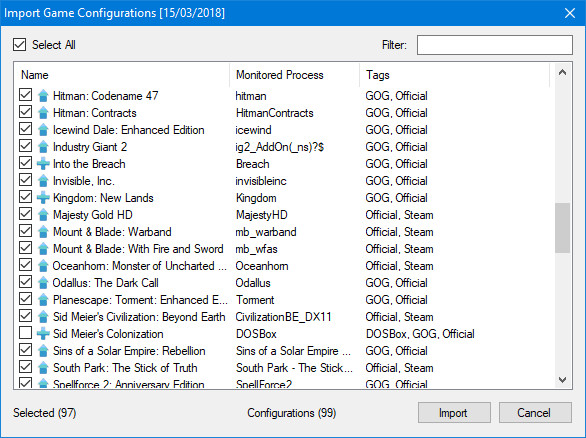 Import Game Configurations [15/03/2018]
Select All Filter:
Name Monitored Process Tags
Hitman: Codename 47 hitman GOG, Official
Hitman: Contracts HitmanContracts GOG, Official
Icewind Dale: Enhanced Edition icewind GOG, Official
Industry Giant 2 ig2_AddOn(_ns)?$ GOG, Official
Into the Breach Breach GOG, Official
Invisible, Inc. invisibleinc GOG, Official
Kingdom: New Lands Kingdom GOG, Official
Majesty Gold HD MajestyHD Official, Steam
Mount & Blade: Warband mb_warband Official, Steam
Mount & Blade: With Fire and Sword mb_wfas Official, Steam
Oceanhorn: Monster of Uncharted ... Oceanhorn Official, Steam
Odallus: The Dark Call Odallus GOG, Official
Planescape: Torment: Enhanced E... Torment GOG, Official
Sid Meier's Civilization: Beyond Earth CivilizationBE_DX11 Official, Steam
Sid Meier's Colonization DOSBox DOSBox, GOG, Official
Sins of a Solar Empire: Rebellion Sins of a Solar Empire ... GOG, Official
South Park: The Stick of Truth South Park - The Stick... Official, Steam
Spellforce 2: Anniversary Edition SpellForce2 GOG, Official
Selected (97) Configurations (99) Import Cancel